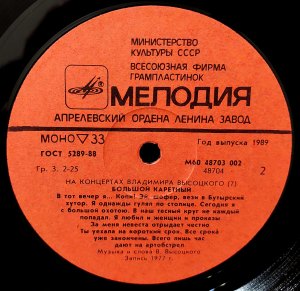 МИНИСТЕРСТВО
КУЛЬТУРЫ СССР
ВСЕСОЮЗНАЯ ФИРМА
ГРАМПЛАСТИНОК
МЕЛОДИЯ
АПРЕЛЕВСКИЙ ОРДЕНА ЛЕНИНА ЗАВОД
МОНО ▽ 33
Год выпуска 1989
ГОСТ 5289-88
М60 48703 002
Гр. 3. 2-25
48704
2
НА КОНЦЕРТАХ ВЛАДИМИРА ВЫСОЦКОГО (7)
БОЛЬШОЙ КАРЕТНЫЙ
В тот вечер я... Эй, шофер, вези в Бутырский
хутор. Я однажды гулял по столице. Сегодня я
с большой охотою. В наш тесный круг не каждый
попадал. Я любил и женщин и проказы
За меня невеста отрыдает честно.
Ты уехала на короткий срок. Все срока
уже закончены. Всего лишь час
дают на артобстрел
Музыка и слова В. Высоцкого
Запись 1977 г.